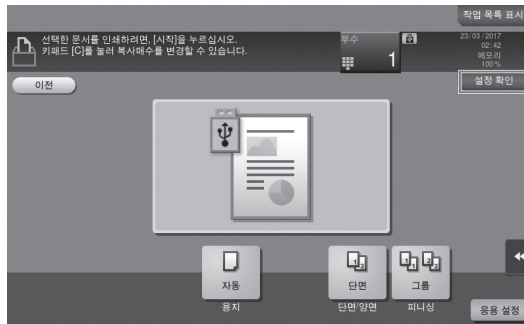 작업 목록 표시
선택한 문서를 인쇄하려면, [시작]을 누르십시오.
키패드 [C]를 눌러 복사매수를 변경할 수 있습니다.
부수
1
23/03/2017
02:42
메모리
100%
이전
설정 확인
자동
용지
단면
단면/양면
그룹
피니싱
응용 설정